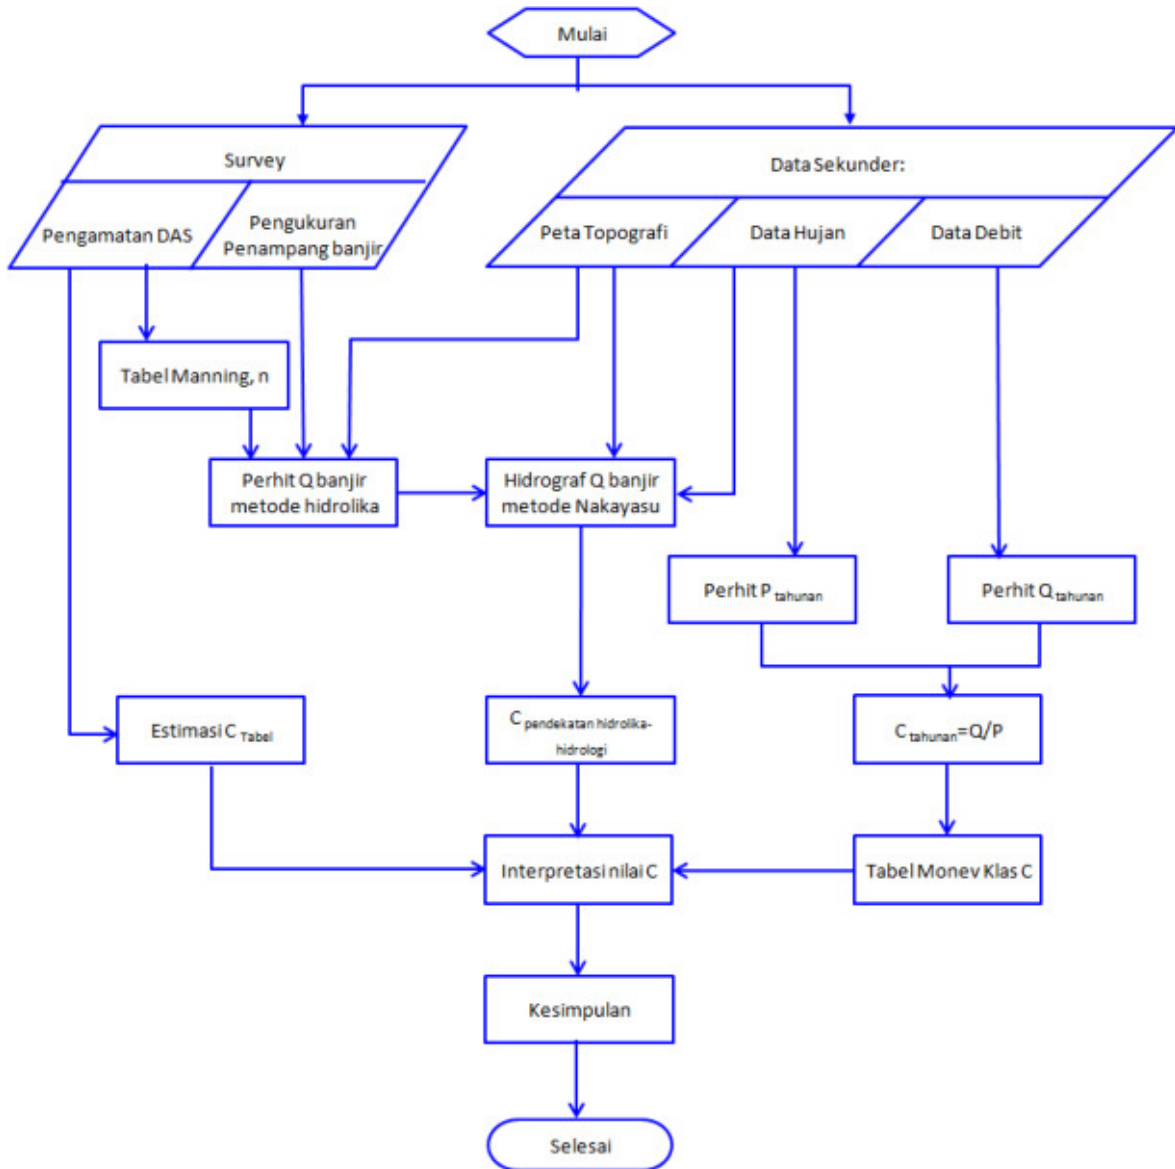 Mulai
Survey
Pengamatan DAS
Pengukuran
Penampang banjir
Data Sekunder:
Peta Topografi
Data Hujan
Data Debit
Tabel Manning, n
Perhit Q banjir
metode hidrolika
Hidrograf Q banjir
metode Nakayasu
Perhit P tahunan
Perhit Q tahunan
Estimasi C Tabel
C pendekatan hidrolika-
hidrologi
C tahunan=Q/P
Interpretasi nilai C
Tabel Monev Klas C
Kesimpulan
Selesai